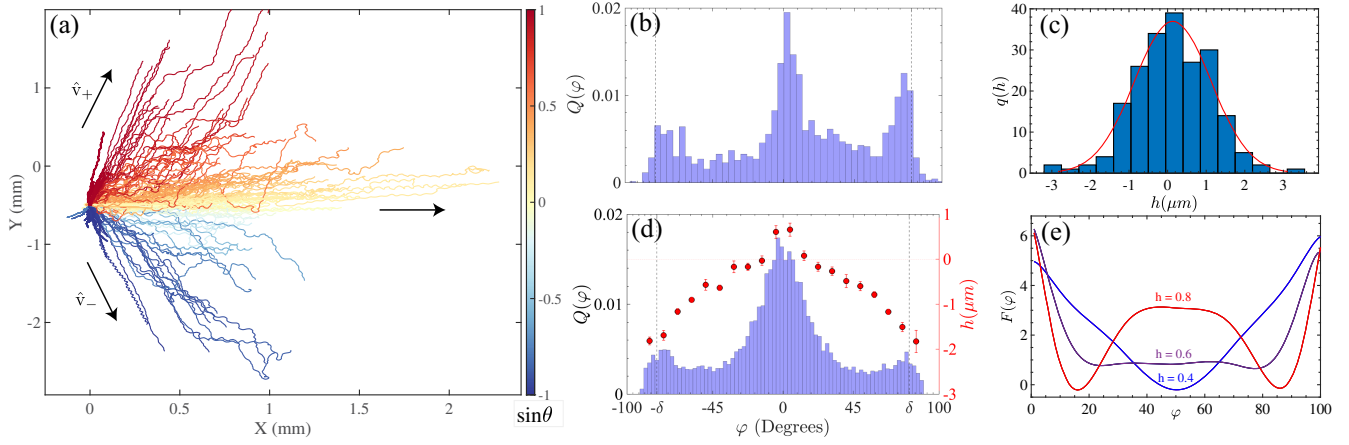 (a)
1
0
-1
-2
Y (mm)
0
0.5
1
1.5
2
X (mm)
v̂+
v̂−
1
0.5
0
-0.5
-1
sinθ
(b)
0.02
0.01
0
Q(φ)
(c)
40
30
20
10
0
q(h)
-3
-2
-1
0
1
2
3
h(μm)
(d)
0.02
0.01
0
Q(φ)
1
0
-1
-2
-3
h(μm)
-100
-δ
-45
0
45
δ
100
φ (Degrees)
(e)
6
4
2
0
F(φ)
h = 0.8
h = 0.6
h = 0.4
0
20
40
60
80
100
φ